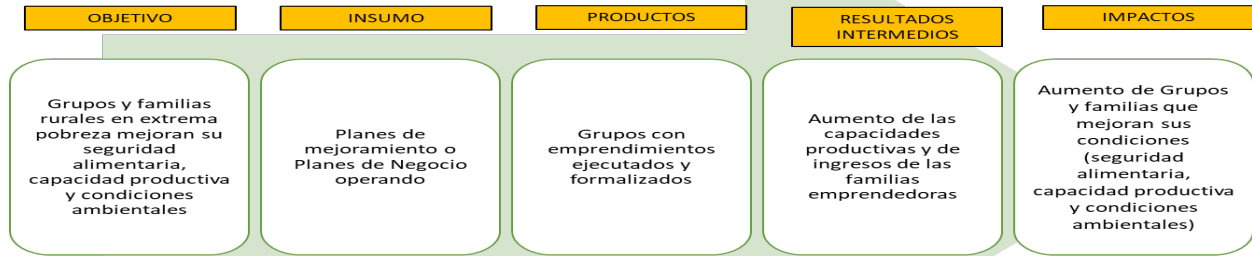 OBJETIVO
INSUMO
PRODUCTOS
RESULTADOS
INTERMEDIOS
IMPACTOS
Grupos y familias
rurales en extrema
pobreza mejoran su
seguridad
alimentaria,
capacidad productiva
y condiciones
ambientales
Planes de
mejoramiento o
Planes de Negocio
operando
Grupos con
emprendimientos
ejecutados y
formalizados
Aumento de las
capacidades
productivas y de
ingresos de las
familias
emprendedoras
Aumento de Grupos
y familias que
mejoran sus
condiciones
(seguridad
alimentaria,
capacidad productiva
y condiciones
ambientales)